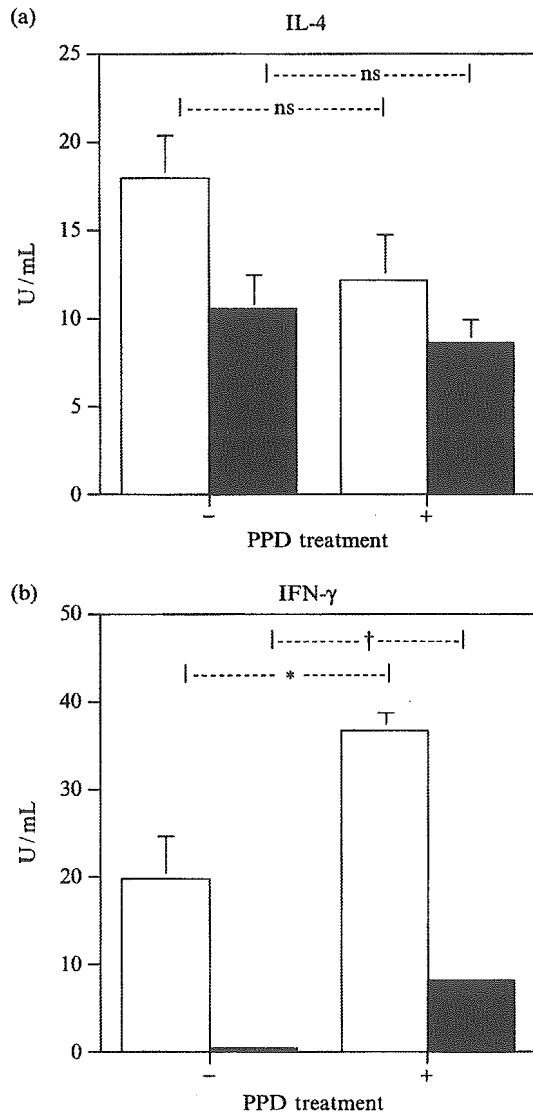 (a)
IL-4
25
20
15
10
5
0
U/mL
ns
ns
− +
PPD treatment
(b)
IFN-γ
50
40
30
20
10
0
U/mL
†
*
− +
PPD treatment